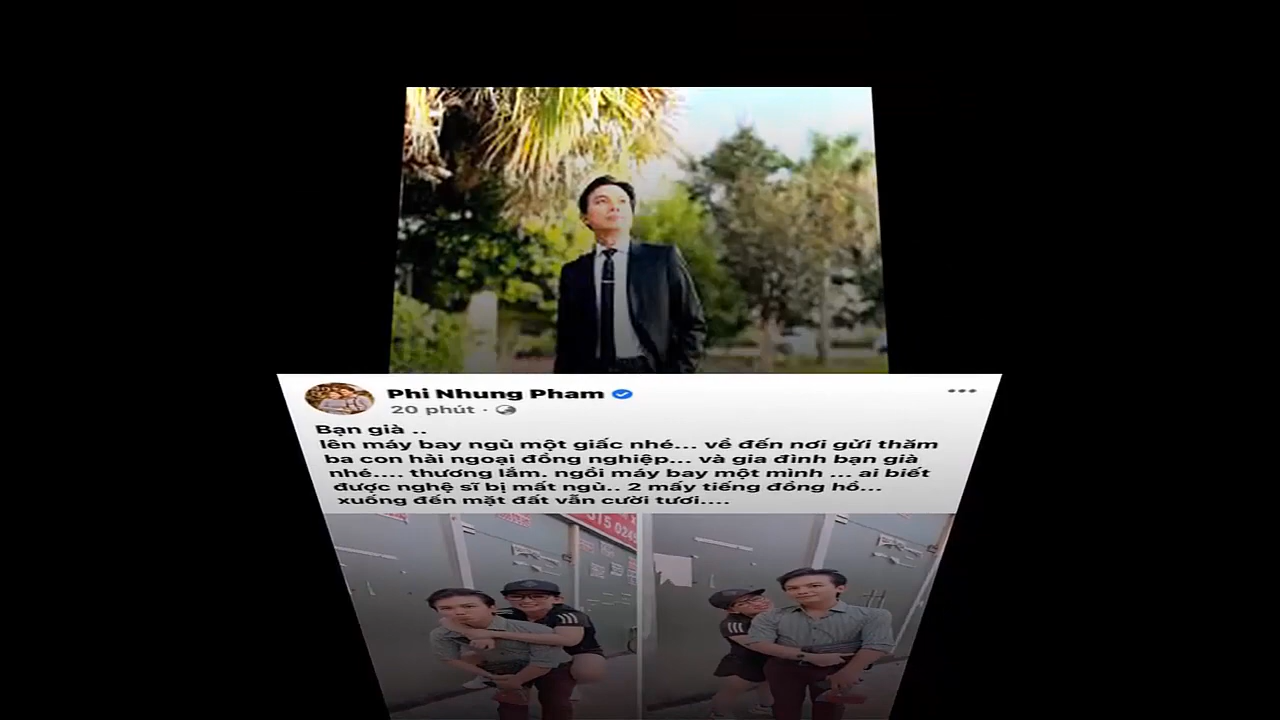 Phi Nhung Pham
20 phút ·
Bạn già ..
lên máy bay ngủ một giấc nhé... về đến nơi gửi thăm
ba con hải ngoại đồng nghiệp... và gia đình bạn già
nhé.... thương lắm. ngồi máy bay một mình ... ai biết
được nghệ sĩ bị mất ngủ.. 2 mấy tiếng đồng hồ...
xuống đến mặt đất vẫn cười tươi....